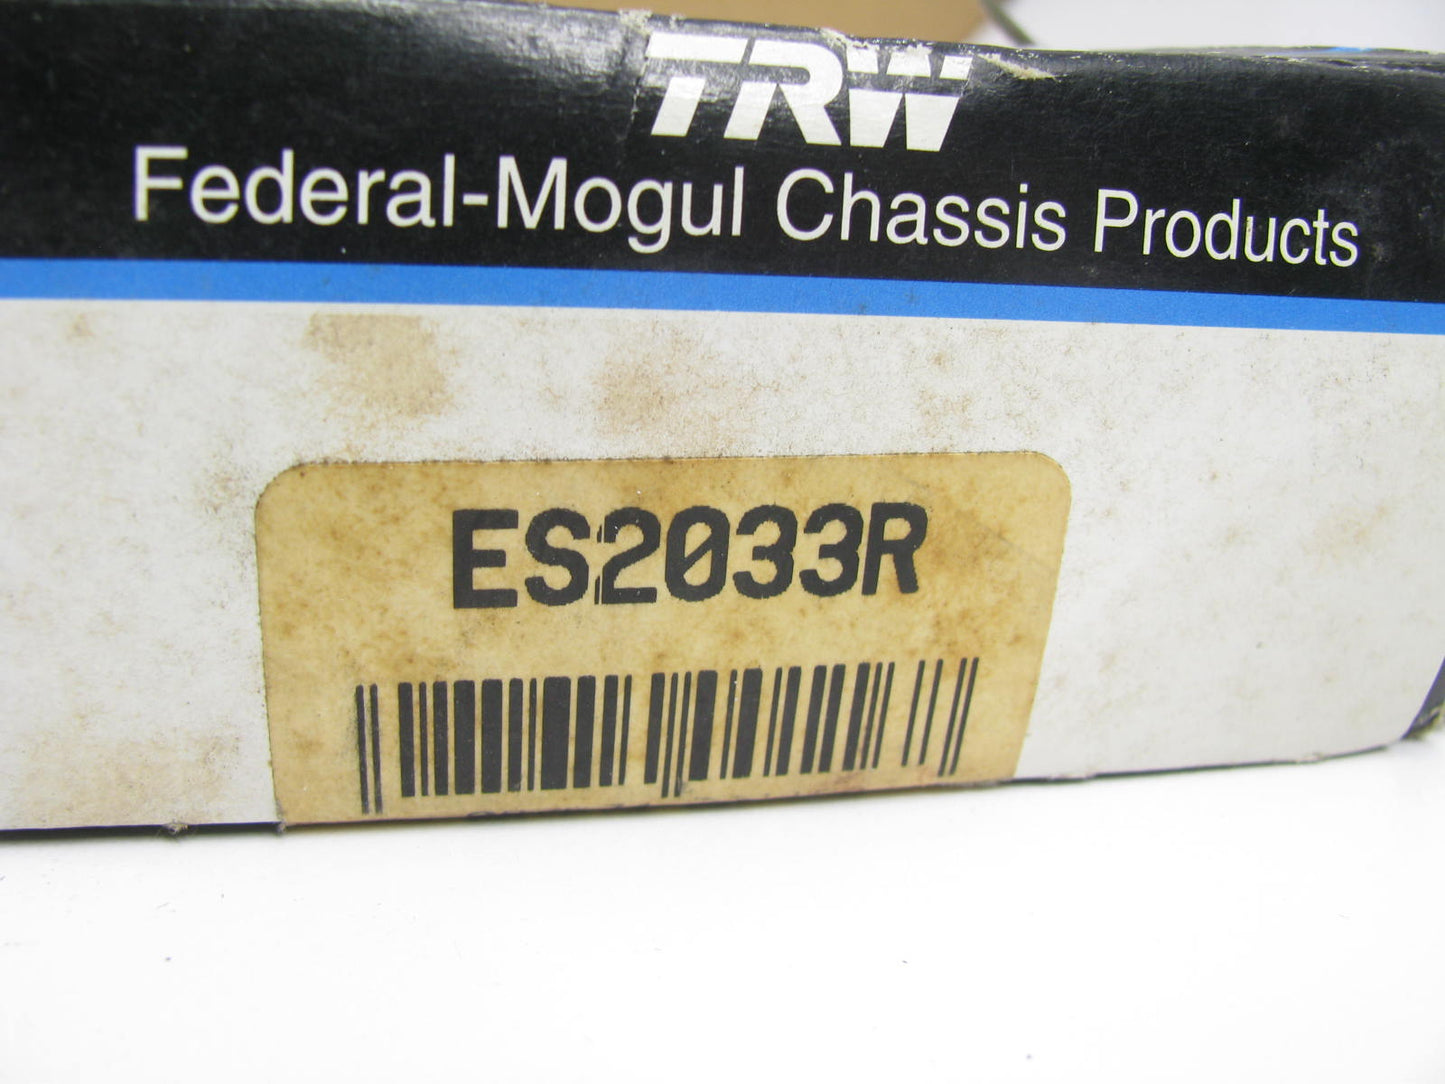 TRW
Federal-Mogul Chassis Products
ES2033R